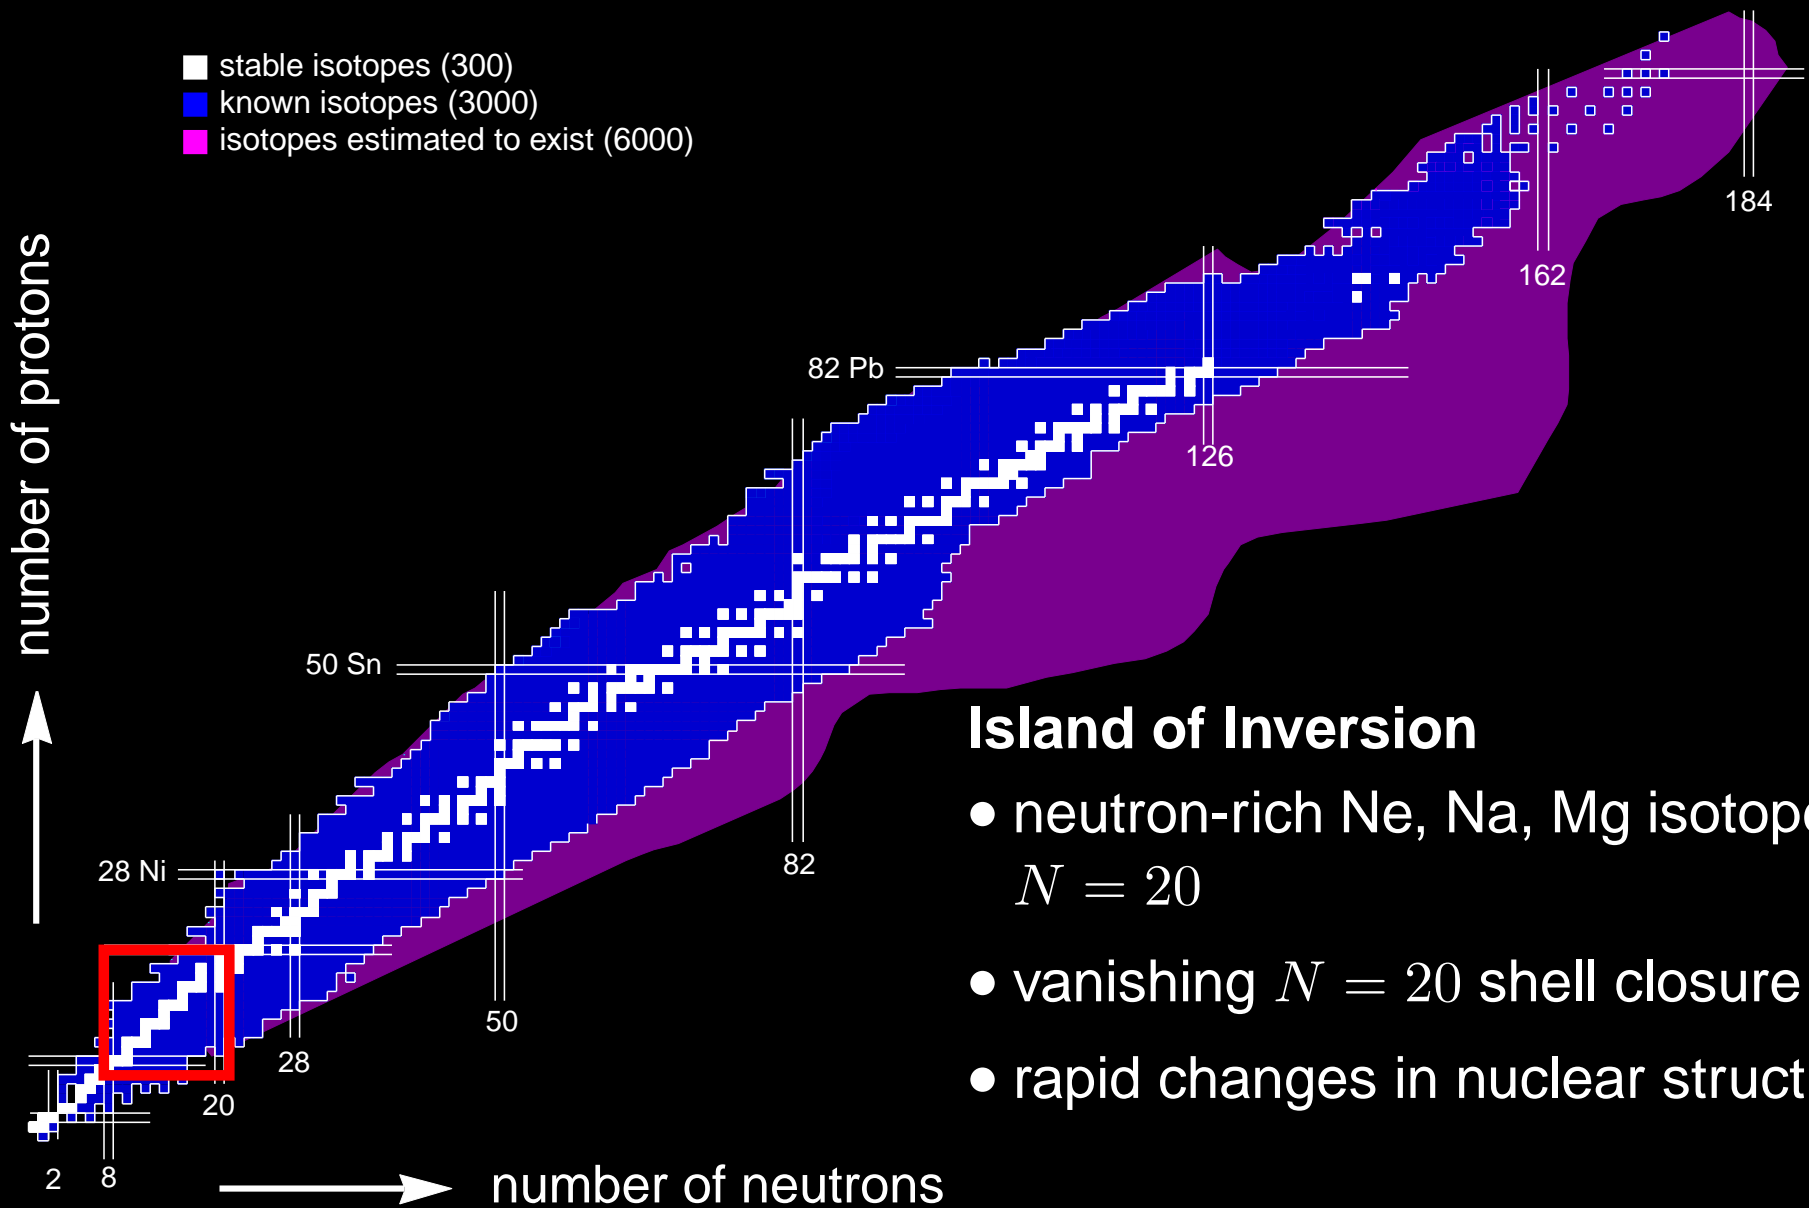 stable isotopes (300)
known isotopes (3000)
isotopes estimated to exist (6000)
184
162
number of protons
82 Pb
126
50 Sn
82
28 Ni
50
28
20
2
8
number of neutrons
Island of Inversion
• neutron-rich Ne, Na, Mg isotop
N = 20
• vanishing N = 20 shell closure
• rapid changes in nuclear struct